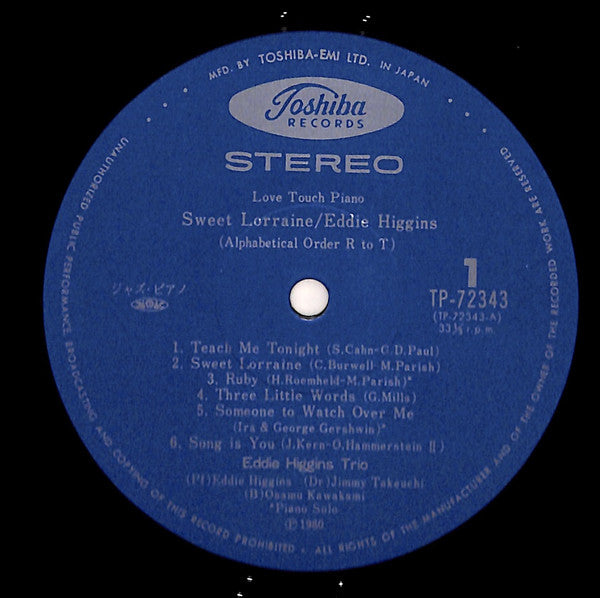 MFD. BY TOSHIBA-EMI LTD. IN JAPAN
Toshiba
RECORDS
STEREO
Love Touch Piano
Sweet Lorraine/Eddie Higgins
(Alphabetical Order R to T)
1
TP-72343
(TP-72343-A)
33⅓ r.p.m.
ジャズ・ピアノ
1. Teach Me Tonight (S.Cahn-G.D.Paul)
2. Sweet Lorraine (C.Burwell-M.Parish)
3. Ruby (H.Roemheld-M.Parish)*
4. Three Little Words (G.Mills)
5. Someone to Watch Over Me
(Ira & George Gershwin)*
6. Song is You (J.Kern-O.Hammerstein Ⅱ)
Eddie Higgins Trio
(Pf)Eddie Higgins (Dr)Jimmy Takeuchi
(B)Osamu Kawakami
*Piano Solo
Ⓟ1980
UNAUTHORIZED PUBLIC PERFORMANCE, BROADCASTING AND COPYING OF THIS RECORD PROHIBITED • ALL RIGHTS OF THE MANUFACTURER AND OF THE OWNER OF THE RECORDED WORK ARE RESERVED